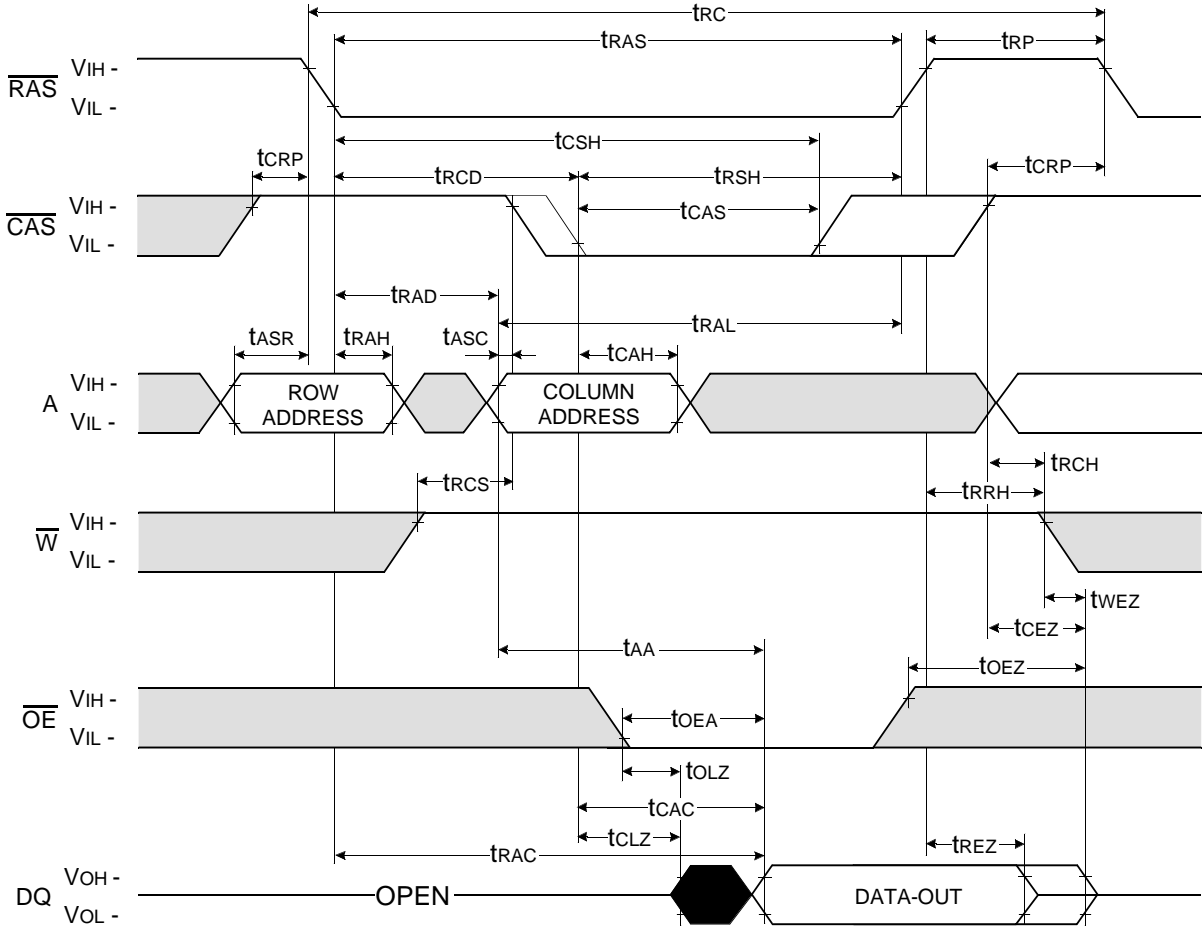 tRC
tRAS
tRP
RAS
VIH -
VIL -
tCSH
tCRP
tRCD
tRSH
tCRP
CAS
VIH -
VIL -
tCAS
tRAD
tRAL
tASR
tRAH
tASC
tCAH
A
VIH -
VIL -
ROW
ADDRESS
COLUMN
ADDRESS
tRCH
tRCS
tRRH
W
VIH -
VIL -
tWEZ
tCEZ
tAA
tOEZ
OE
VIH -
VIL -
tOEA
tOLZ
tCAC
tCLZ
tREZ
tRAC
DQ
VOH -
VOL -
OPEN
DATA-OUT